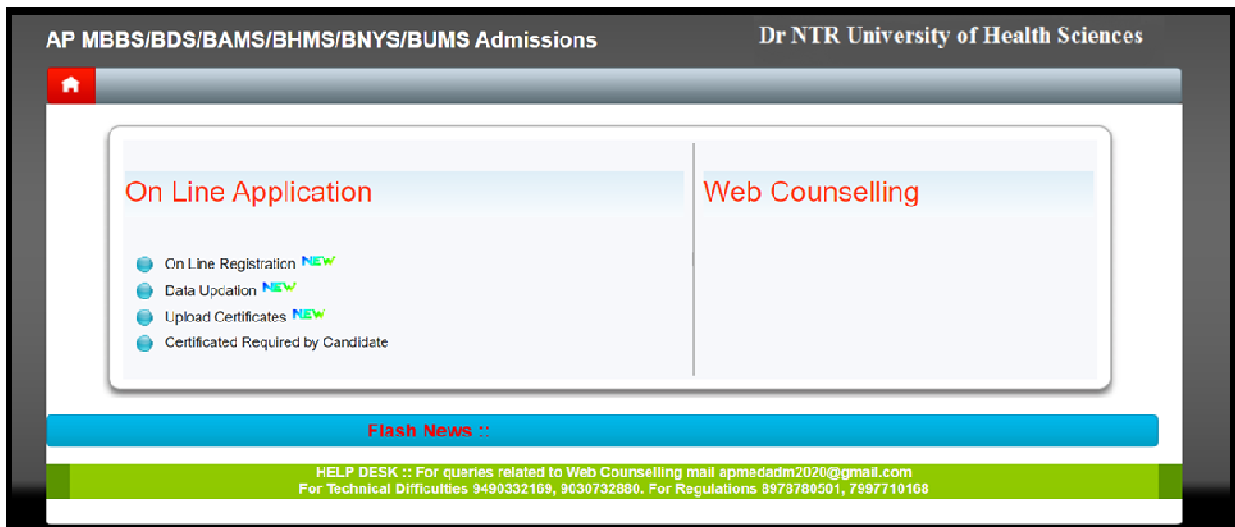 AP MBBS/BDS/BAMS/BHMS/BNYS/BUMS Admissions
Dr NTR University of Health Sciences
On Line Application
On Line Registration NEW
Data Updation NEW
Upload Certificates NEW
Certificated Required by Candidate
Web Counselling
Flash News ::
HELP DESK :: For queries related to Web Counselling mail apmedadm2020@gmail.com
For Technical Difficulties 9490332169, 9030732880. For Regulations 8978780501, 7997710168